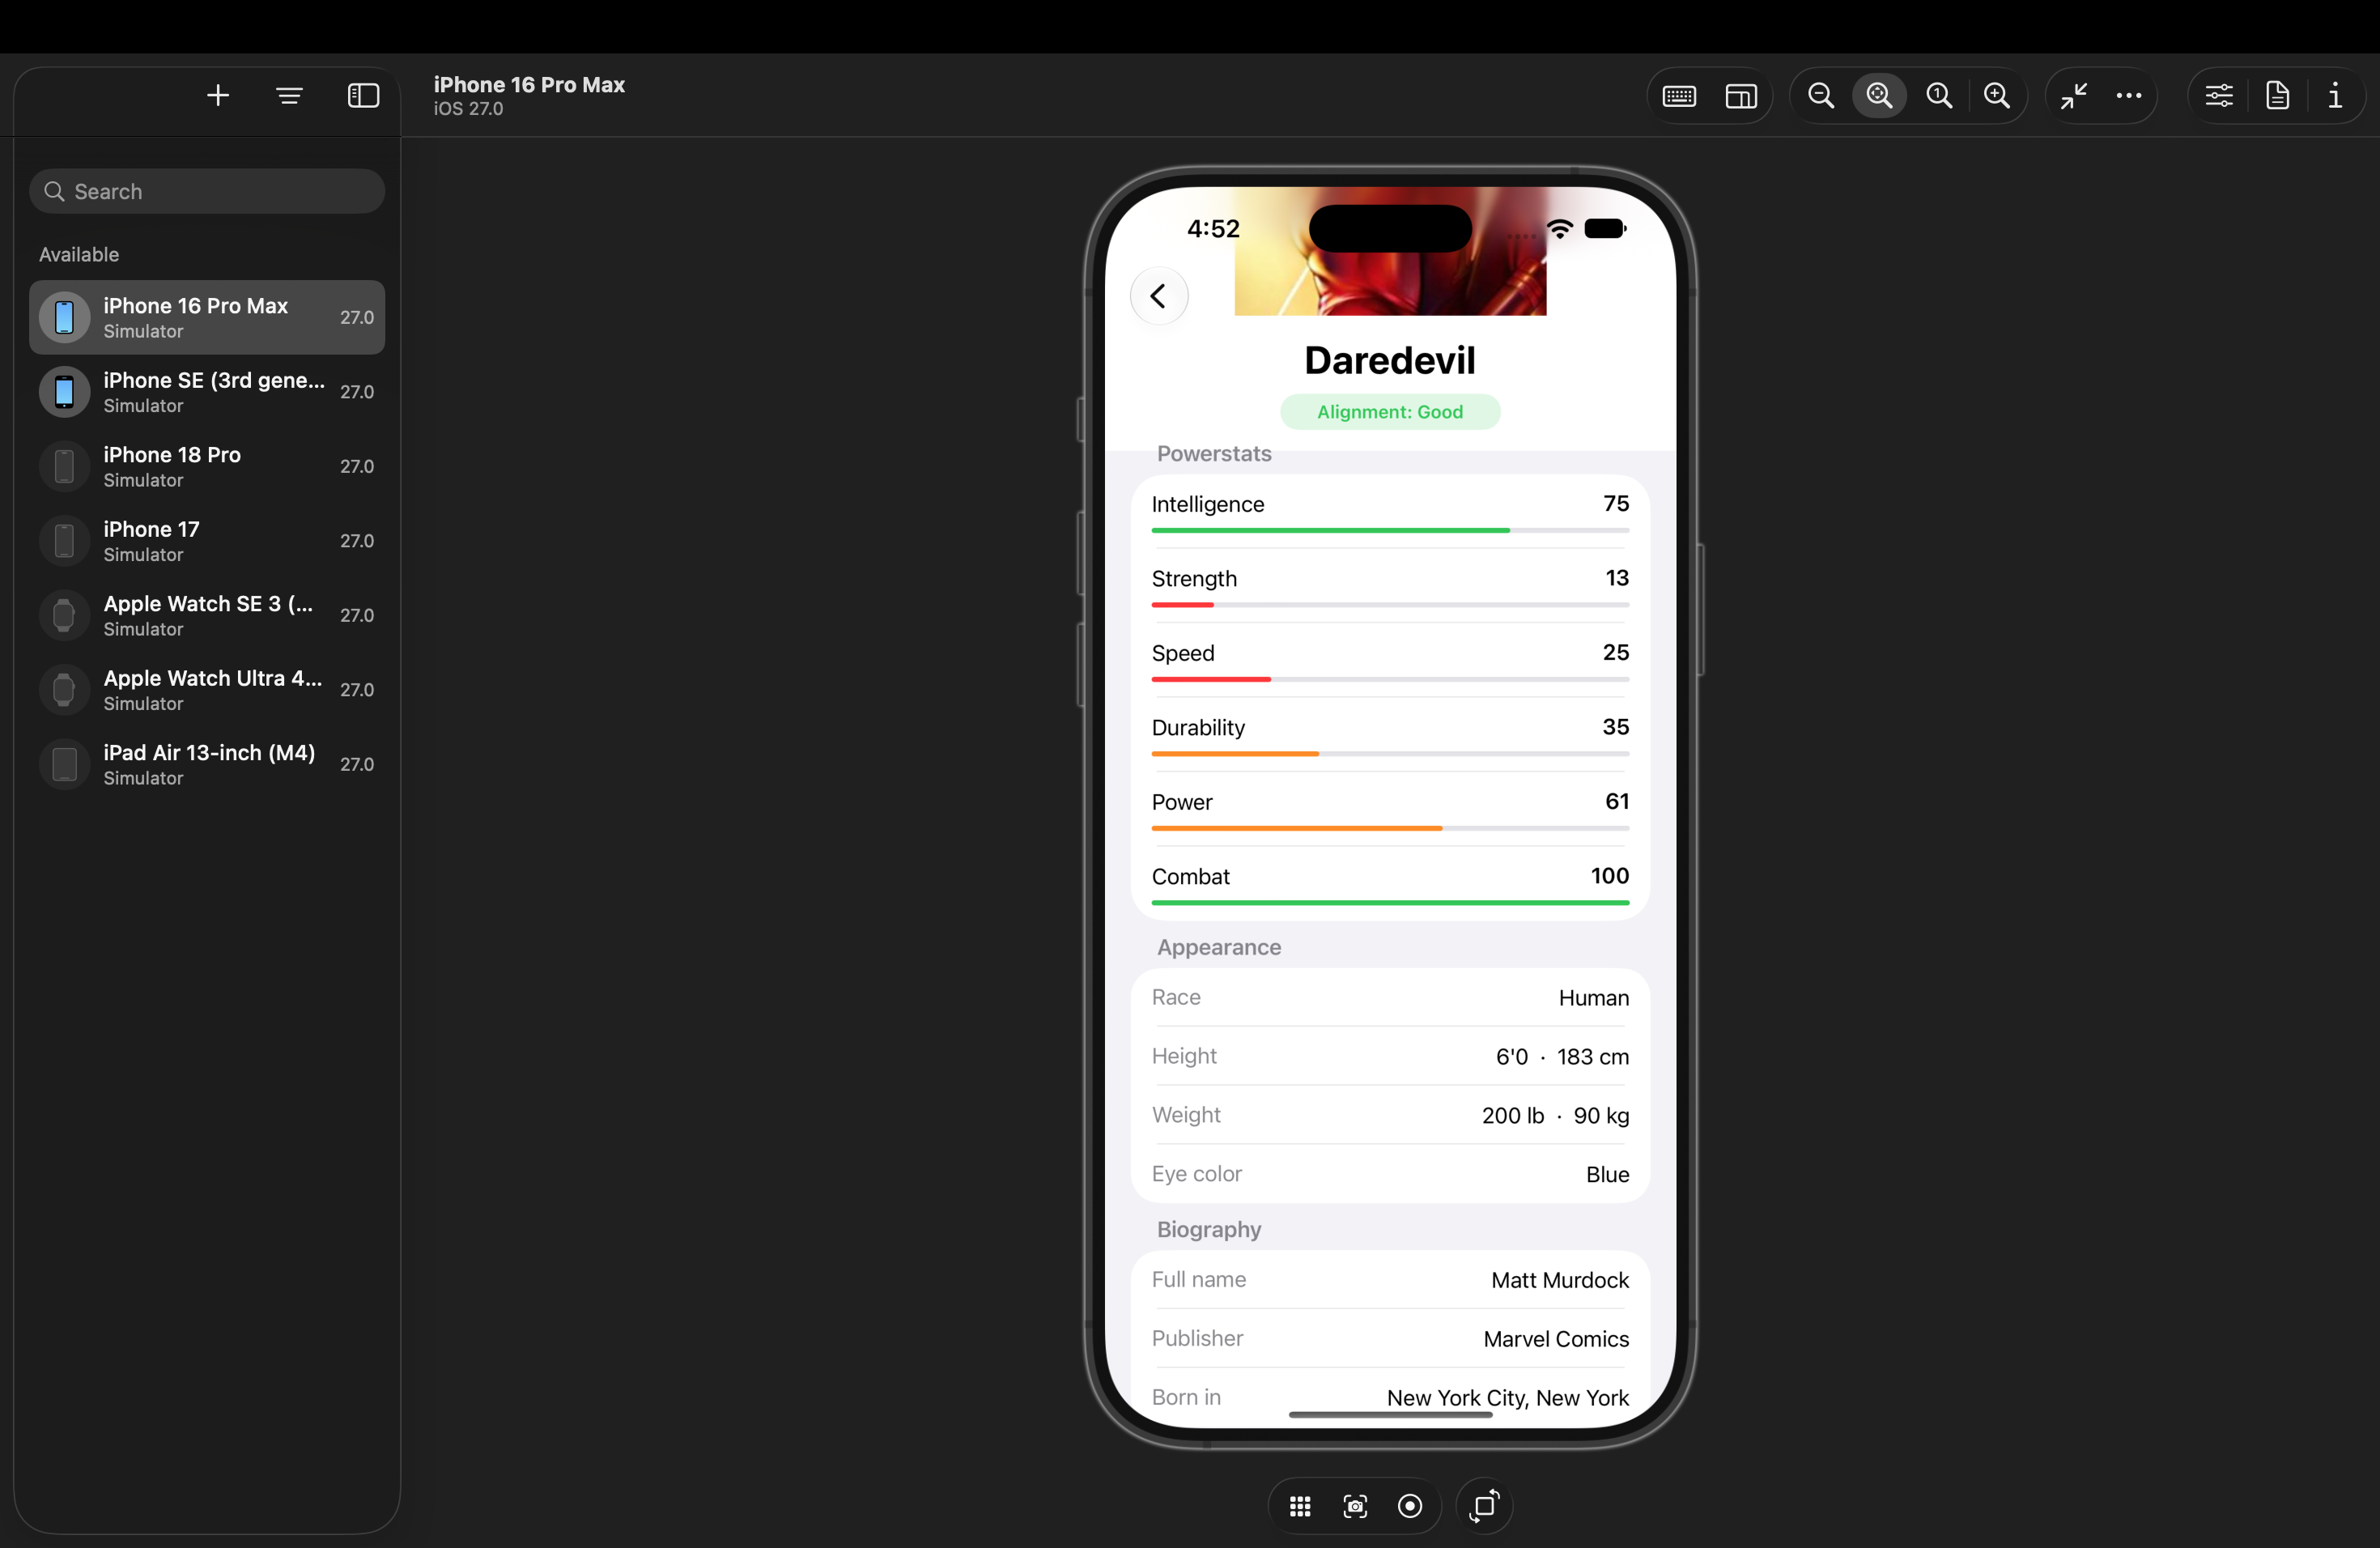 iPhone 16 Pro Max
iOS 27.0
Search
Available
iPhone 16 Pro Max
Simulator
27.0
iPhone SE (3rd gene...
Simulator
27.0
iPhone 18 Pro
Simulator
27.0
iPhone 17
Simulator
27.0
Apple Watch SE 3 (...
Simulator
27.0
Apple Watch Ultra 4...
Simulator
27.0
iPad Air 13-inch (M4)
Simulator
27.0
4:52
Daredevil
Alignment: Good
Powerstats
Intelligence 75
Strength 13
Speed 25
Durability 35
Power 61
Combat 100
Appearance
Race Human
Height 6'0 · 183 cm
Weight 200 lb · 90 kg
Eye color Blue
Biography
Full name Matt Murdock
Publisher Marvel Comics
Born in New York City, New York